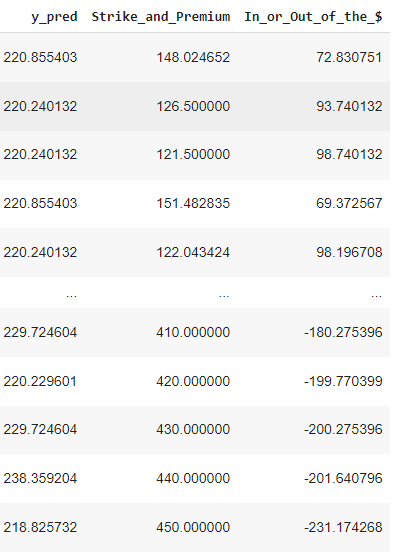 y_pred Strike_and_Premium In_or_Out_of_the_$
220.855403 148.024652 72.830751
220.240132 126.500000 93.740132
220.240132 121.500000 98.740132
220.855403 151.482835 69.372567
220.240132 122.043424 98.196708
... ... ...
229.724604 410.000000 -180.275396
220.229601 420.000000 -199.770399
229.724604 430.000000 -200.275396
238.359204 440.000000 -201.640796
218.825732 450.000000 -231.174268